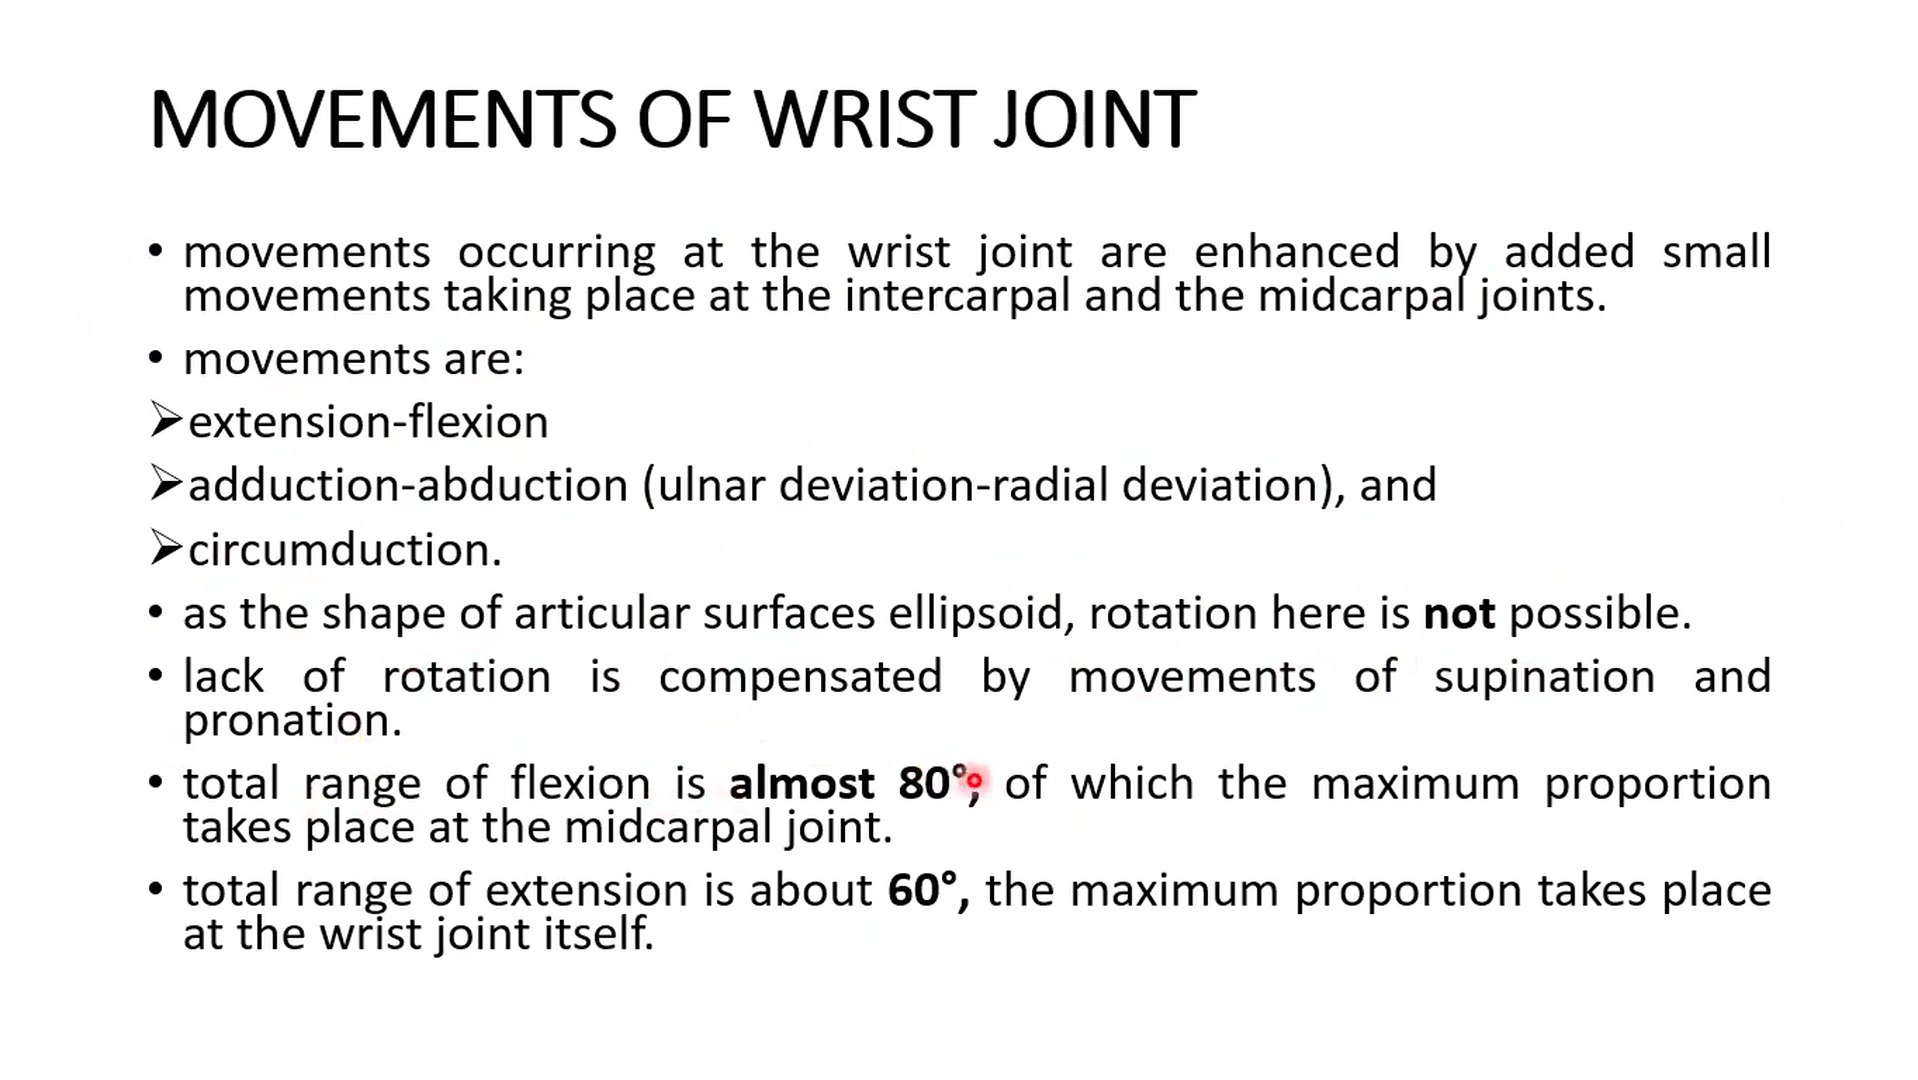 MOVEMENTS OF WRIST JOINT
• movements occurring at the wrist joint are enhanced by added small
movements taking place at the intercarpal and the midcarpal joints.
• movements are:
➢extension-flexion
➢adduction-abduction (ulnar deviation-radial deviation), and
➢circumduction.
• as the shape of articular surfaces ellipsoid, rotation here is not possible.
• lack of rotation is compensated by movements of supination and
pronation.
• total range of flexion is almost 80°, of which the maximum proportion
takes place at the midcarpal joint.
• total range of extension is about 60°, the maximum proportion takes place
at the wrist joint itself.